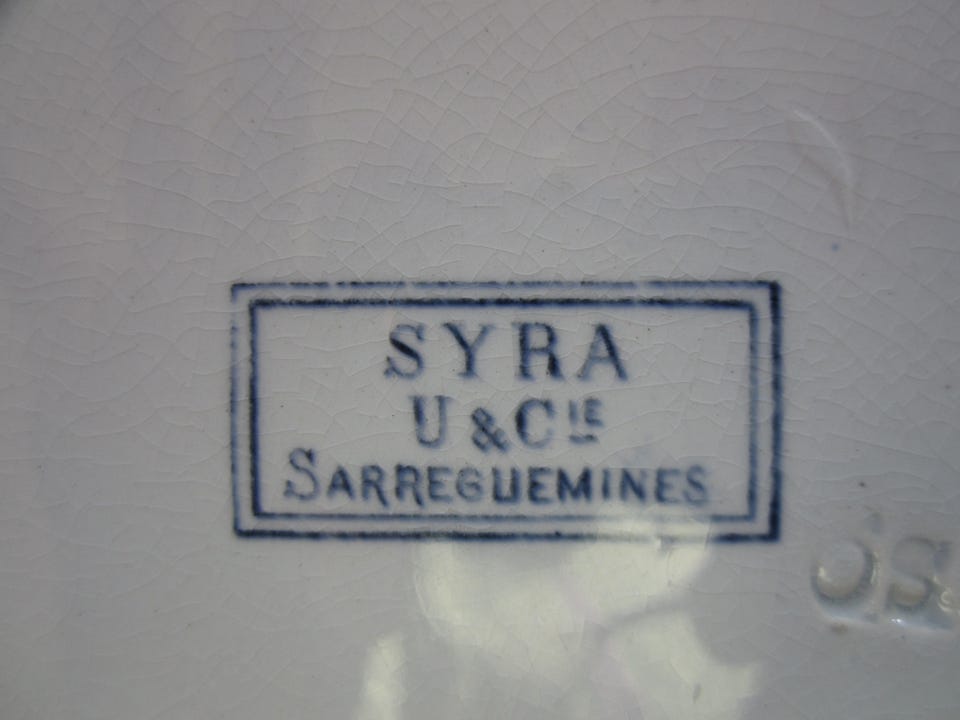 SYRA
U & CIE
SARREGUEMINES